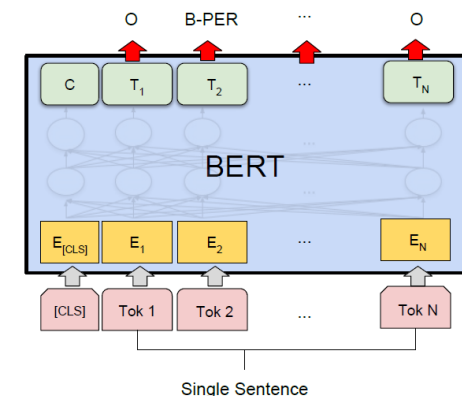 O B-PER ... O
C T1 T2 ... TN
...
BERT
...
E[CLS] E1 E2 ... EN
[CLS] Tok 1 Tok 2 ... Tok N
Single Sentence